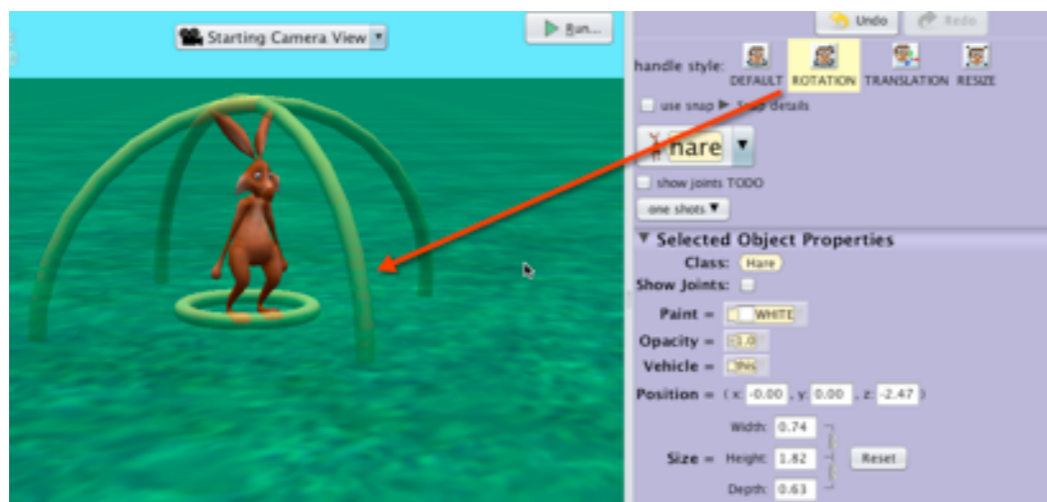 Starting Camera View
Run...
Undo
Redo
handle style:
DEFAULT ROTATION TRANSLATION RESIZE
use snap Snap details
hare
show joints TODO
one shots
Selected Object Properties
Class: Hare
Show Joints:
Paint = WHITE
Opacity = 1.0
Vehicle = this
Position = ( x: -0.00 , y: 0.00 , z: -2.47 )
Width: 0.74
Size = Height: 1.82 Reset
Depth: 0.63